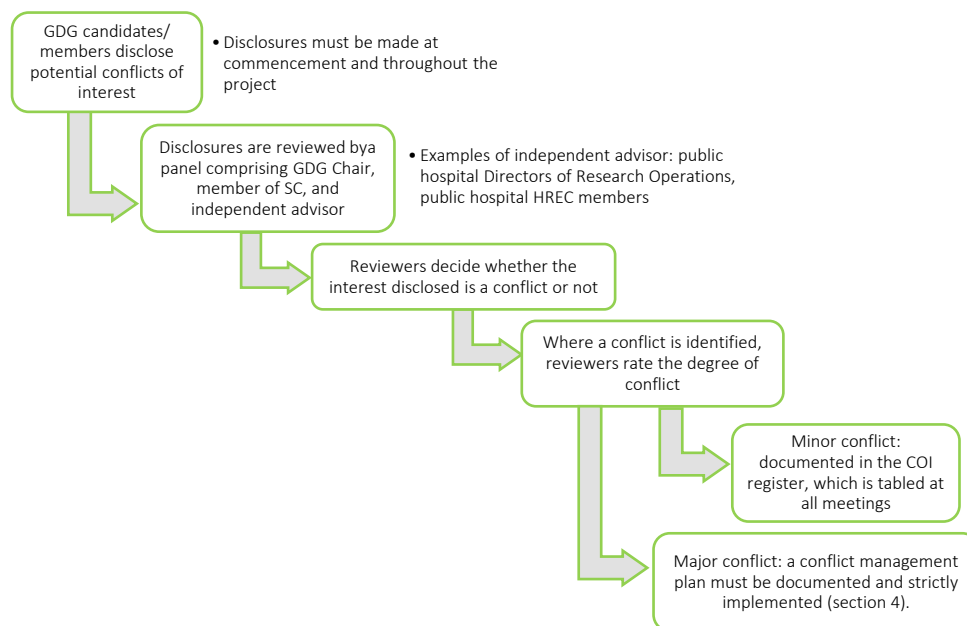 GDG candidates/
members disclose
potential conflicts of
interest
• Disclosures must be made at
commencement and throughout the
project
Disclosures are reviewed bya
panel comprising GDG Chair,
member of SC, and
independent advisor
• Examples of independent advisor: public
hospital Directors of Research Operations,
public hospital HREC members
Reviewers decide whether the
interest disclosed is a conflict or not
Where a conflict is identified,
reviewers rate the degree of
conflict
Minor conflict:
documented in the COI
register, which is tabled at
all meetings
Major conflict: a conflict management
plan must be documented and strictly
implemented (section 4).